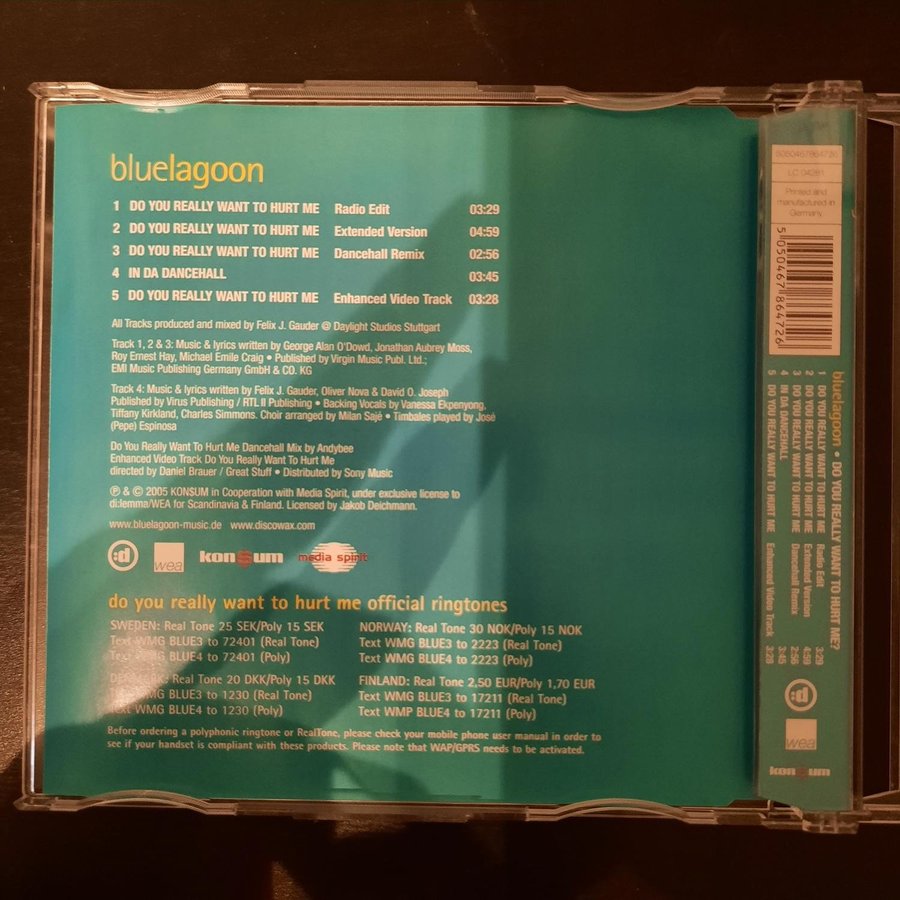 bluelagoon
1 DO YOU REALLY WANT TO HURT ME Radio Edit 03:29
2 DO YOU REALLY WANT TO HURT ME Extended Version 04:59
3 DO YOU REALLY WANT TO HURT ME Dancehall Remix 02:56
4 IN DA DANCEHALL 03:45
5 DO YOU REALLY WANT TO HURT ME Enhanced Video Track 03:28
All Tracks produced and mixed by Felix J. Gauder @ Daylight Studios Stuttgart
Track 1, 2 & 3: Music & lyrics written by George Alan O'Dowd, Jonathan Aubrey Moss,
Roy Ernest Hay, Michael Emile Craig • Published by Virgin Music Publ. Ltd.;
EMI Music Publishing Germany GmbH & CO. KG
Track 4: Music & lyrics written by Felix J. Gauder, Oliver Nova & David O. Joseph
Published by Virus Publishing / RTL II Publishing • Backing Vocals by Vanessa Ekpenyong,
Tiffany Kirkland, Charles Simmons. Choir arranged by Milan Sajé • Timbales played by José
(Pepe) Espinosa
Do You Really Want To Hurt Me Dancehall Mix by Andybee
Enhanced Video Track Do You Really Want To Hurt Me
directed by Daniel Brauer / Great Stuff • Distributed by Sony Music
℗ & © 2005 KON$UM in Cooperation with Media Spirit, under exclusive license to
di:lemma/WEA for Scandinavia & Finland. Licensed by Jakob Deichmann.
www.bluelagoon-music.de www.discowax.com
:d wea kon$um media spirit
do you really want to hurt me official ringtones
SWEDEN: Real Tone 25 SEK/Poly 15 SEK
Text WMG BLUE3 to 72401 (Real Tone)
Text WMG BLUE4 to 72401 (Poly)
DENMARK: Real Tone 20 DKK/Poly 15 DKK
Text WMG BLUE3 to 1230 (Real Tone)
Text WMG BLUE4 to 1230 (Poly)
NORWAY: Real Tone 30 NOK/Poly 15 NOK
Text WMG BLUE3 to 2223 (Real Tone)
Text WMG BLUE4 to 2223 (Poly)
FINLAND: Real Tone 2,50 EUR/Poly 1,70 EUR
Text WMG BLUE3 to 17211 (Real Tone)
Text WMP BLUE4 to 17211 (Poly)
Before ordering a polyphonic ringtone or RealTone, please check your mobile phone user manual in order to
see if your handset is compliant with these products. Please note that WAP/GPRS needs to be activated.
5050467864726
LC 04281
Printed and
manufactured in
Germany
5 050467 864726
bluelagoon • DO YOU REALLY WANT TO HURT ME?
1 DO YOU REALLY WANT TO HURT ME Radio Edit 3:29
2 DO YOU REALLY WANT TO HURT ME Extended Version 4:59
3 DO YOU REALLY WANT TO HURT ME Dancehall Remix 2:56
4 IN DA DANCEHALL 3:45
5 DO YOU REALLY WANT TO HURT ME Enhanced Video Track 3:28
:d
wea
kon$um